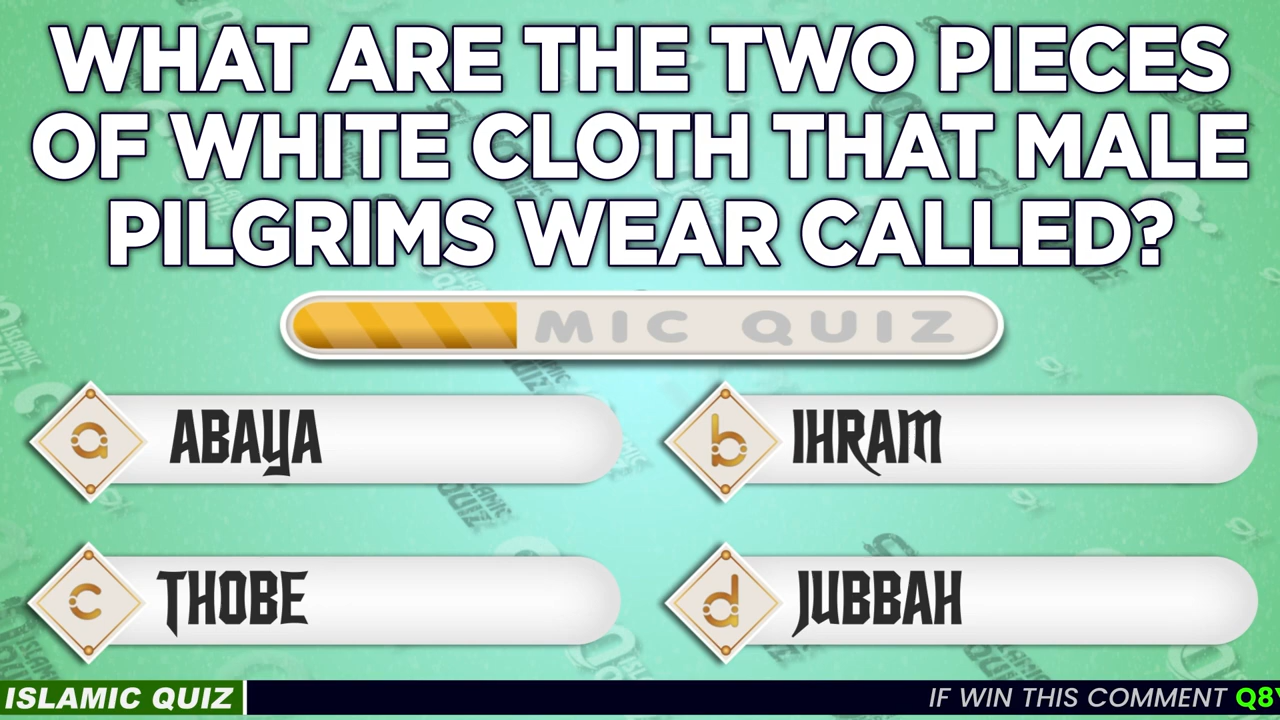 WHAT ARE THE TWO PIECES
OF WHITE CLOTH THAT MALE
PILGRIMS WEAR CALLED?
MIC QUIZ
a ABAYA
b IHRAM
c THOBE
d JUBBAH
ISLAMIC QUIZ
IF WIN THIS COMMENT Q8